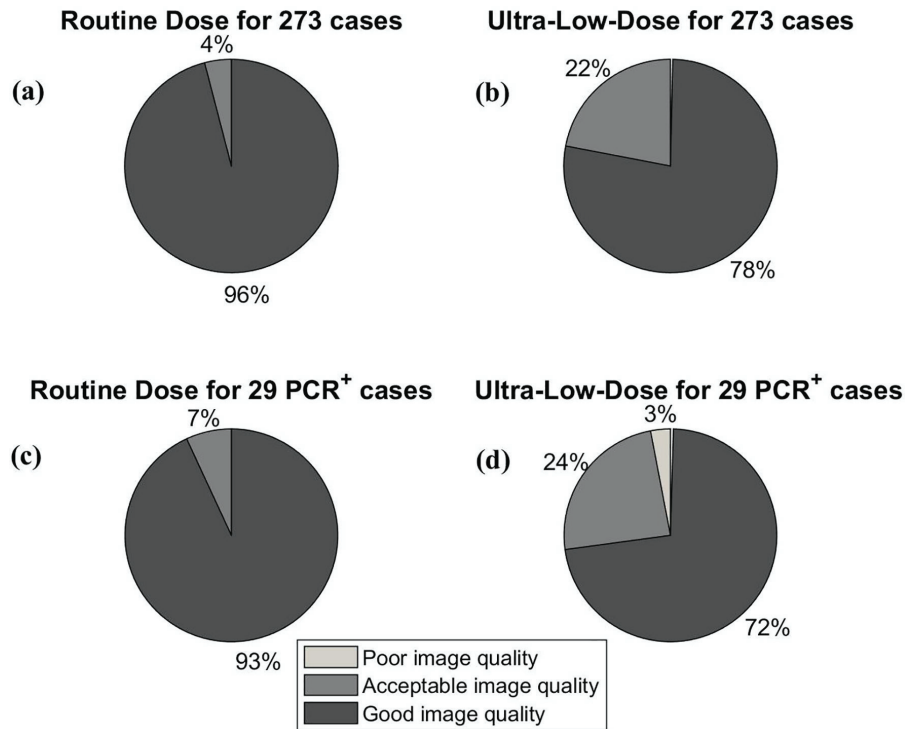 Routine Dose for 273 cases
4%
(a)
96%
Ultra-Low-Dose for 273 cases
22%
(b)
78%
Routine Dose for 29 PCR⁺ cases
7%
(c)
93%
Ultra-Low-Dose for 29 PCR⁺ cases
3%
(d)
24%
72%
Poor image quality
Acceptable image quality
Good image quality